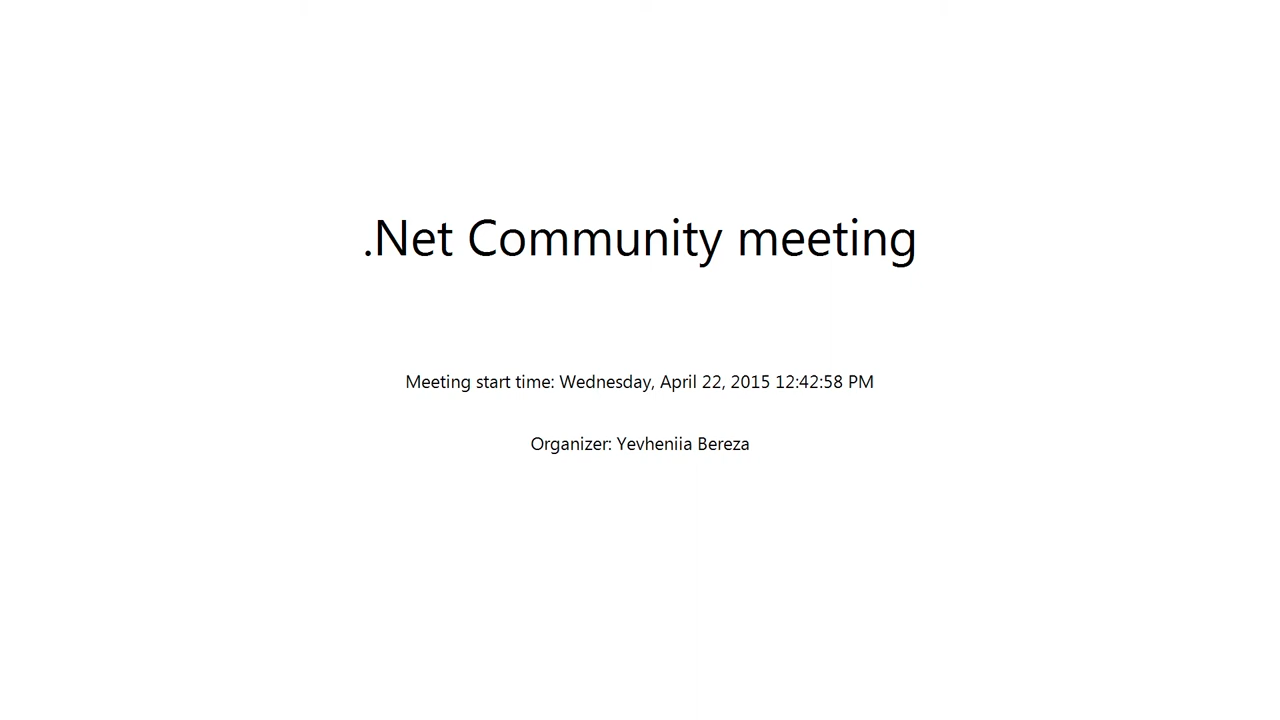 .Net Community meeting
Meeting start time: Wednesday, April 22, 2015 12:42:58 PM
Organizer: Yevheniia Bereza